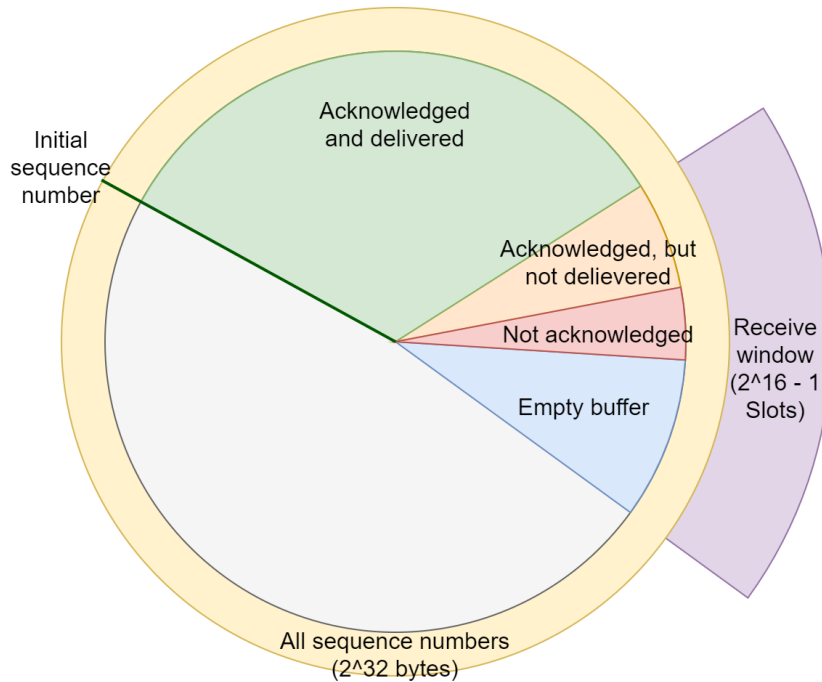 Acknowledged
and delivered
Initial
sequence
number
Acknowledged, but
not delievered
Not acknowledged
Receive
window
(2^16 - 1
Slots)
Empty buffer
All sequence numbers
(2^32 bytes)